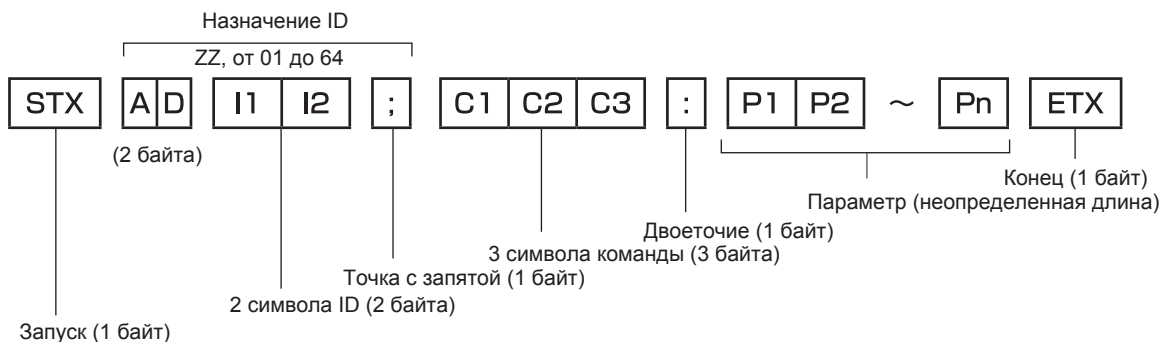 Назначение ID
ZZ, от 01 до 64
STX A D I1 I2 ; C1 C2 C3 : P1 P2 ～ Pn ETX
(2 байта)
Конец (1 байт)
Параметр (неопределенная длина)
Двоеточие (1 байт)
3 символа команды (3 байта)
Точка с запятой (1 байт)
2 символа ID (2 байта)
Запуск (1 байт)